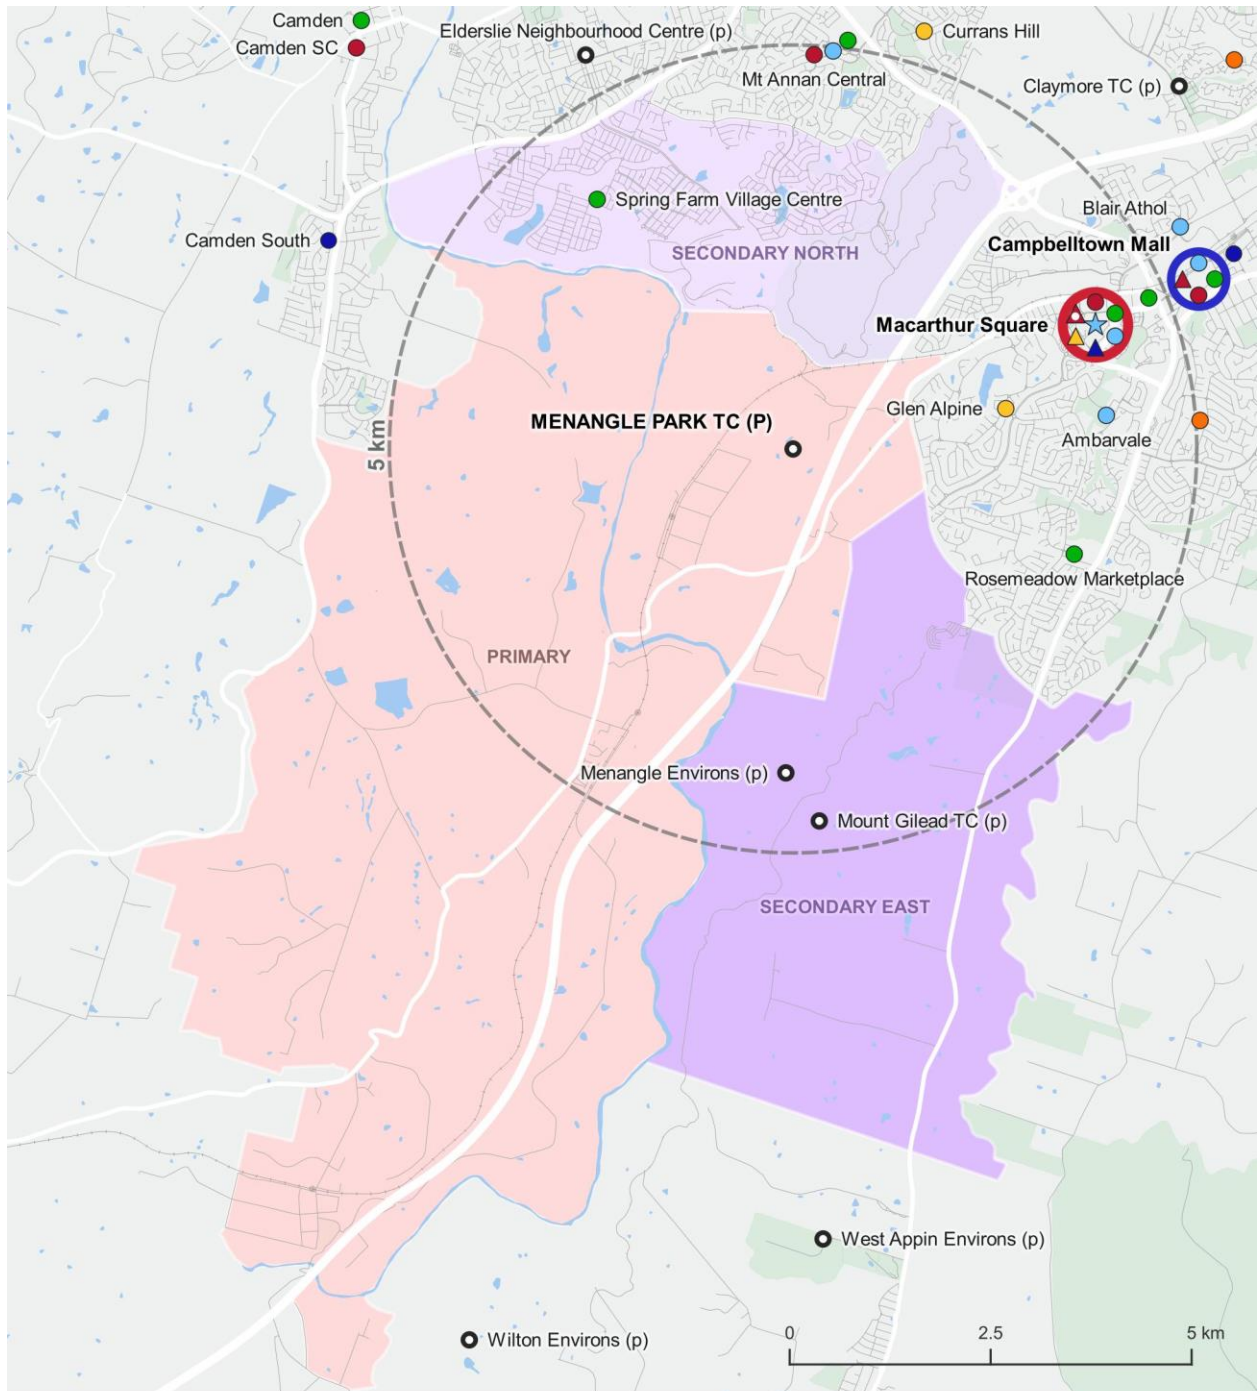 Camden
Elderslie Neighbourhood Centre (p)
Currans Hill
Camden SC
Mt Annan Central
Claymore TC (p)
Spring Farm Village Centre
Blair Athol
Camden South
SECONDARY NORTH
Campbelltown Mall
Macarthur Square
Glen Alpine
MENANGLE PARK TC (P)
Ambarvale
5 km
Rosemeadow Marketplace
PRIMARY
Menangle Environs (p)
Mount Gilead TC (p)
SECONDARY EAST
West Appin Environs (p)
Wilton Environs (p)
0 2.5 5 km